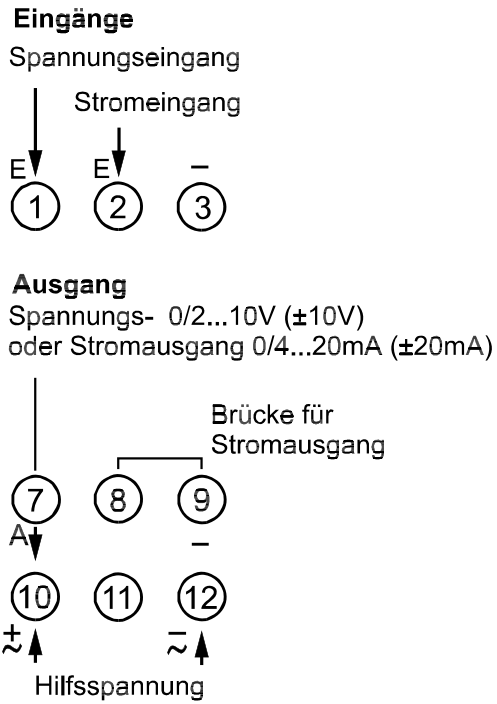 Eingänge
Spannungseingang
Stromeingang
E E –
1 2 3
Ausgang
Spannungs- 0/2...10V (±10V)
oder Stromausgang 0/4...20mA (±20mA)
Brücke für
Stromausgang
7 8 9
A –
10 11 12
+ –
~ ~
Hilfsspannung